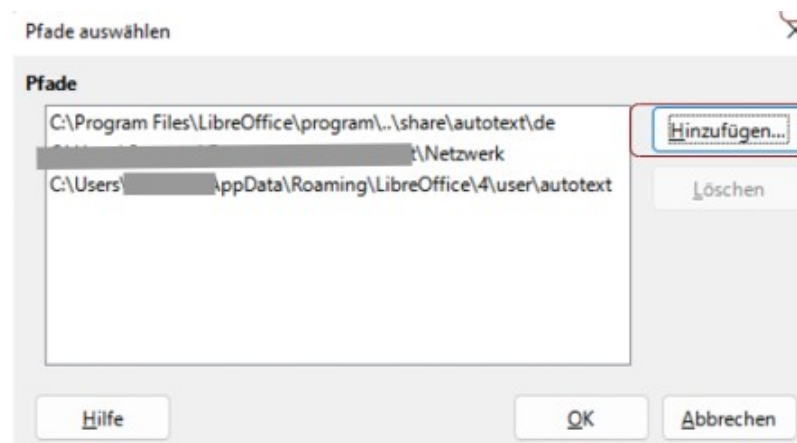 Pfade auswählen
Pfade
C:\Program Files\LibreOffice\program\..\share\autotext\de
Hinzufügen...
t\Netzwerk
C:\Users\ AppData\Roaming\LibreOffice\4\user\autotext
Löschen
Hilfe
OK
Abbrechen